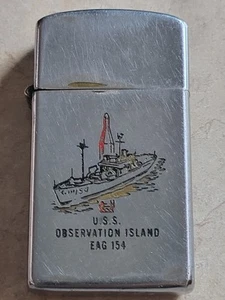 U.S.S.
OBSERVATION ISLAND
EAG 154